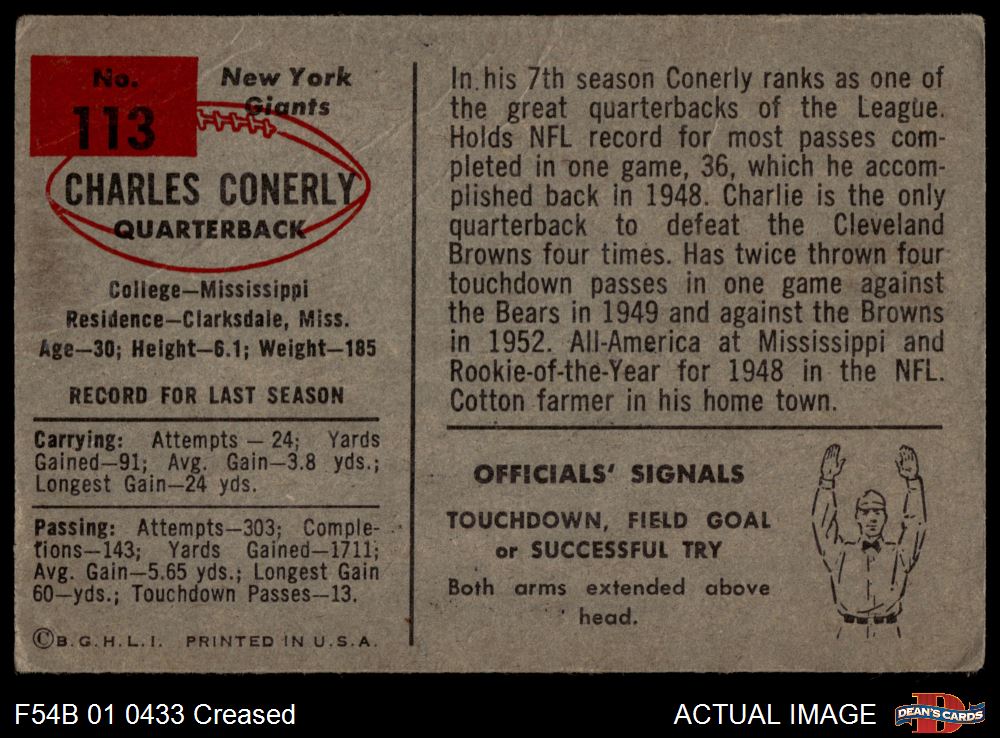 No.
113
New York
Giants
CHARLES CONERLY
QUARTERBACK
College—Mississippi
Residence—Clarksdale, Miss.
Age—30; Height—6.1; Weight—185
RECORD FOR LAST SEASON
Carrying: Attempts — 24; Yards
Gained—91; Avg. Gain—3.8 yds.;
Longest Gain—24 yds.
Passing: Attempts—303; Comple-
tions—143; Yards Gained—1711;
Avg. Gain—5.65 yds.; Longest Gain
60—yds.; Touchdown Passes—13.
©B.G.H.L.I. PRINTED IN U.S.A.
In his 7th season Conerly ranks as one of
the great quarterbacks of the League.
Holds NFL record for most passes com-
pleted in one game, 36, which he accom-
plished back in 1948. Charlie is the only
quarterback to defeat the Cleveland
Browns four times. Has twice thrown four
touchdown passes in one game against
the Bears in 1949 and against the Browns
in 1952. All-America at Mississippi and
Rookie-of-the-Year for 1948 in the NFL.
Cotton farmer in his home town.
OFFICIALS' SIGNALS
TOUCHDOWN, FIELD GOAL
or SUCCESSFUL TRY
Both arms extended above
head.
F54B 01 0433 Creased
ACTUAL IMAGE
D
DEAN'S CARDS